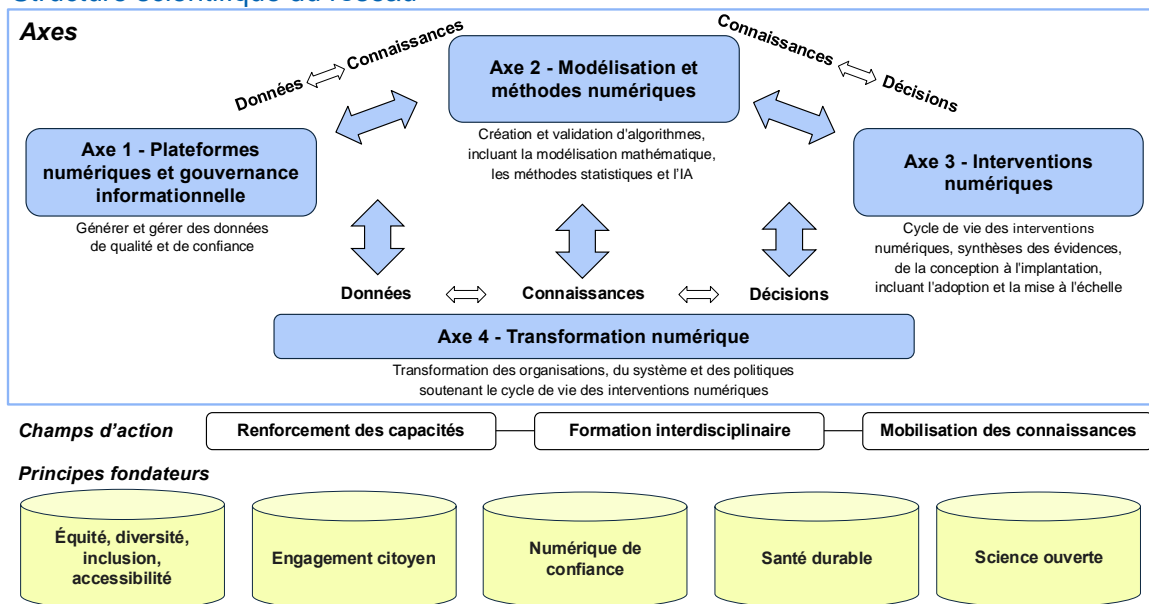 Structure scientifique du réseau
Axes
Données
Connaissances
Connaissances
Décisions
Axe 2 - Modélisation et
méthodes numériques
Création et validation d'algorithmes,
incluant la modélisation mathématique,
les méthodes statistiques et l'IA
Axe 1 - Plateformes
numériques et gouvernance
informationnelle
Générer et gérer des données
de qualité et de confiance
Axe 3 - Interventions
numériques
Cycle de vie des interventions
numériques, synthèses des évidences,
de la conception à l'implantation,
incluant l'adoption et la mise à l'échelle
Données
Connaissances
Décisions
Axe 4 - Transformation numérique
Transformation des organisations, du système et des politiques
soutenant le cycle de vie des interventions numériques
Champs d'action
Renforcement des capacités
Formation interdisciplinaire
Mobilisation des connaissances
Principes fondateurs
Équité, diversité,
inclusion,
accessibilité
Engagement citoyen
Numérique de
confiance
Santé durable
Science ouverte